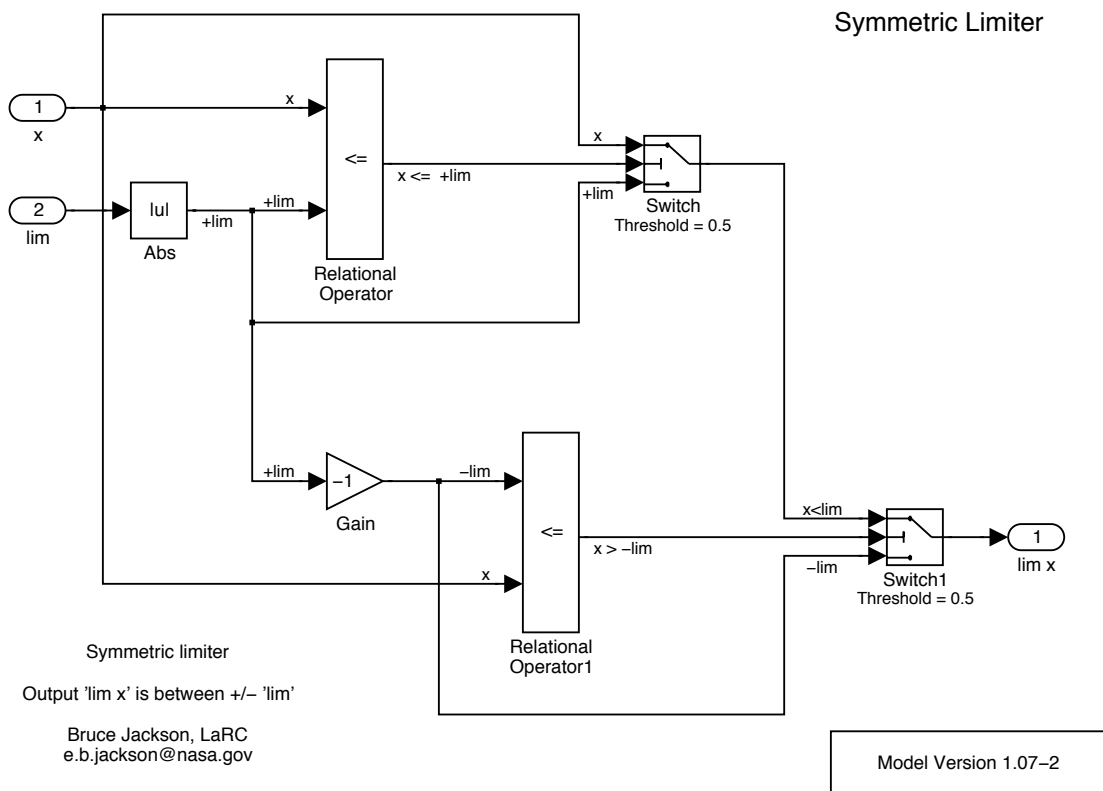 Symmetric Limiter
1
x
x
<=
x
x <= +lim
+lim
Switch
Threshold = 0.5
2
lim
|u|
Abs
+lim
+lim
Relational
Operator
+lim
−1
Gain
−lim
<=
x
x > −lim
Relational
Operator1
x<lim
−lim
Switch1
Threshold = 0.5
1
lim x
Symmetric limiter
Output 'lim x' is between +/− 'lim'
Bruce Jackson, LaRC
e.b.jackson@nasa.gov
Model Version 1.07−2